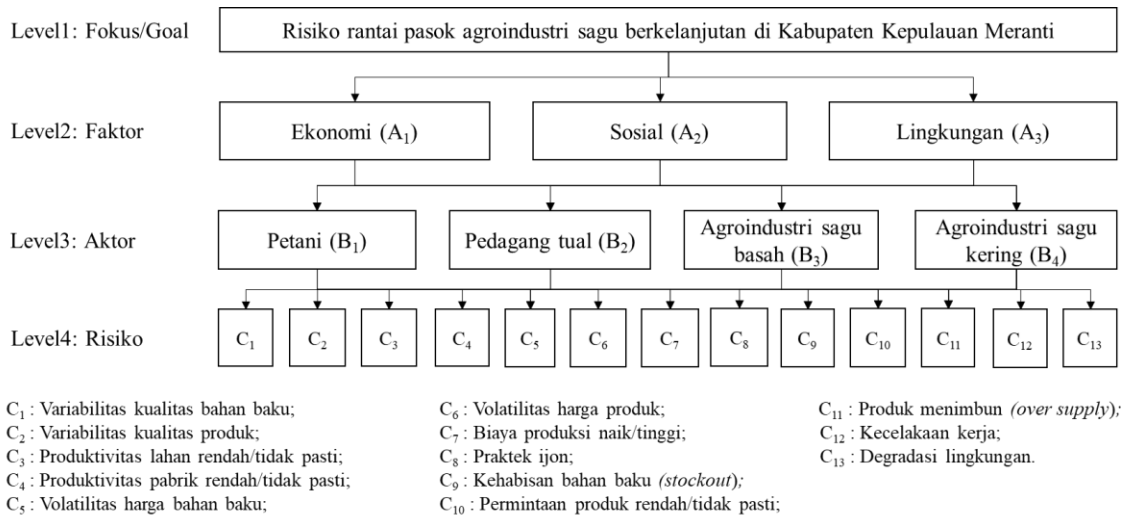 Level1: Fokus/Goal
Risiko rantai pasok agroindustri sagu berkelanjutan di Kabupaten Kepulauan Meranti
Level2: Faktor
Ekonomi (A₁)
Sosial (A₂)
Lingkungan (A₃)
Level3: Aktor
Petani (B₁)
Pedagang tual (B₂)
Agroindustri sagu
basah (B₃)
Agroindustri sagu
kering (B₄)
Level4: Risiko
C₁
C₂
C₃
C₄
C₅
C₆
C₇
C₈
C₉
C₁₀
C₁₁
C₁₂
C₁₃
C₁ : Variabilitas kualitas bahan baku;
C₂ : Variabilitas kualitas produk;
C₃ : Produktivitas lahan rendah/tidak pasti;
C₄ : Produktivitas pabrik rendah/tidak pasti;
C₅ : Volatilitas harga bahan baku;
C₆ : Volatilitas harga produk;
C₇ : Biaya produksi naik/tinggi;
C₈ : Praktek ijon;
C₉ : Kehabisan bahan baku (stockout);
C₁₀ : Permintaan produk rendah/tidak pasti;
C₁₁ : Produk menimbun (over supply);
C₁₂ : Kecelakaan kerja;
C₁₃ : Degradasi lingkungan.